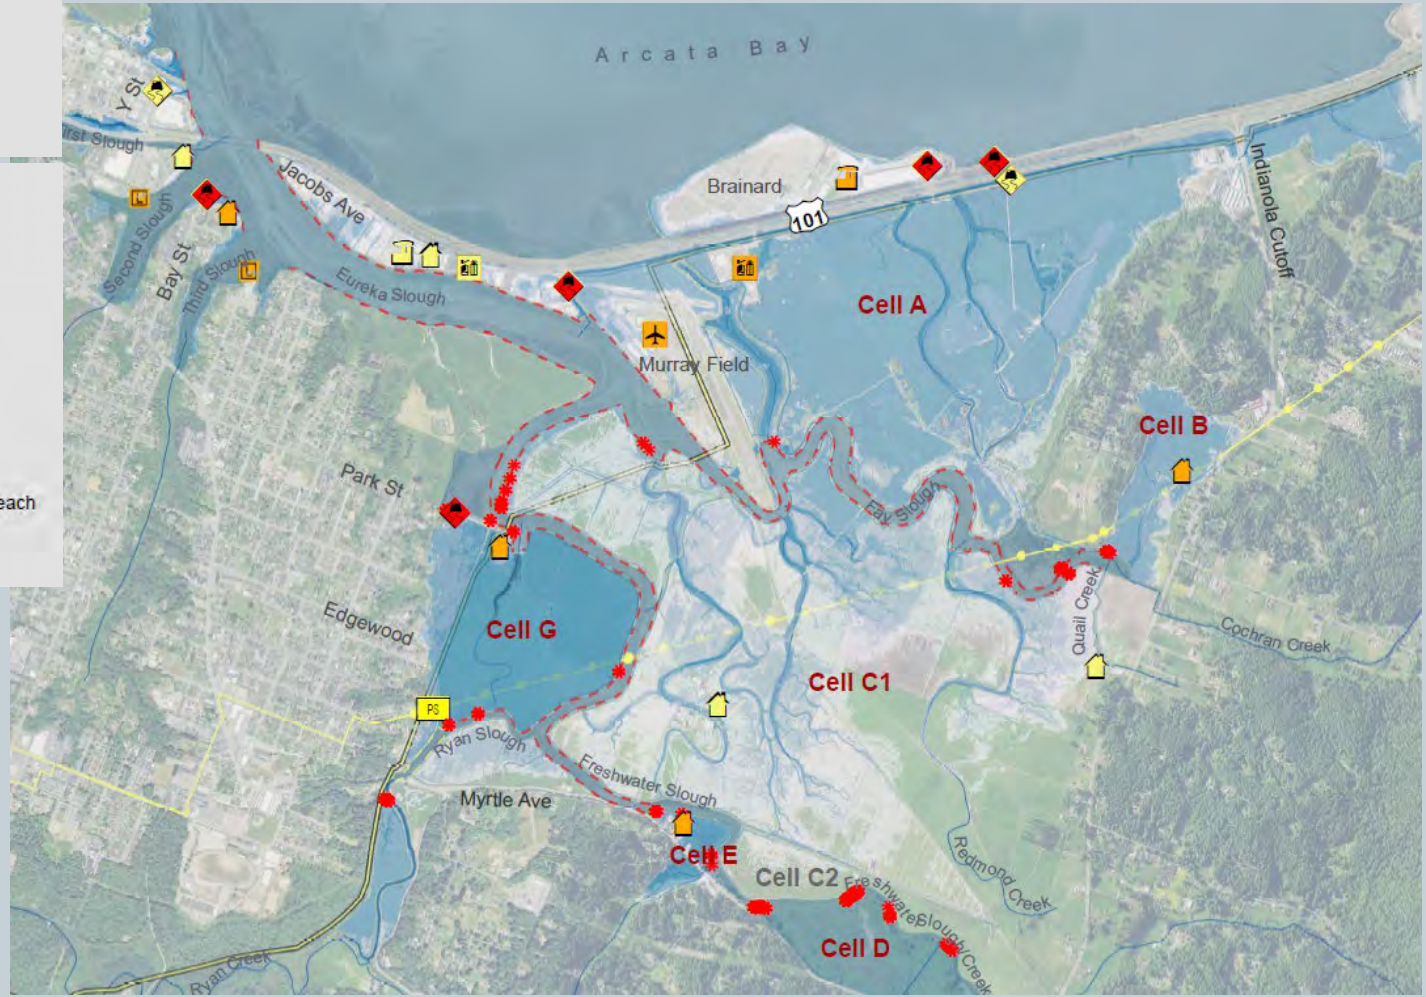 Arcata Bay
Y St
irst Slough
Jacobs Ave
Brainard
101
Indianola Cutoff
Second Slough
Bay St
Third Slough
Eureka Slough
Cell A
Murray Field
Cell B
Park St
each
Fay Slough
Quail Creek
Cochran Creek
Edgewood
Cell G
Cell C1
PS
Ryan Slough
Freshwater Slough
Myrtle Ave
Cell E
Cell C2
Redmond Creek
Freshwater Slough/Creek
Cell D
Ryan Creek
L
L